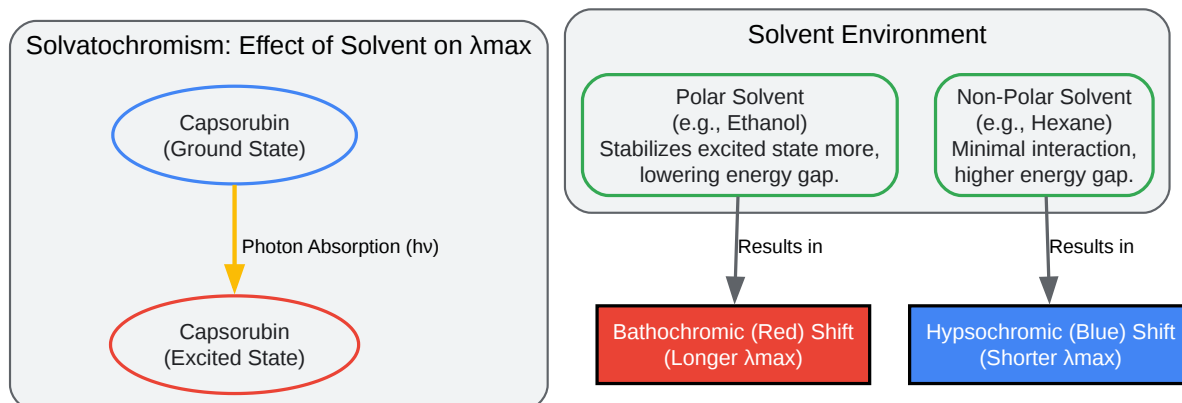 Solvatochromism: Effect of Solvent on λmax
Capsorubin
(Ground State)
Photon Absorption (hν)
Capsorubin
(Excited State)
Solvent Environment
Polar Solvent
(e.g., Ethanol)
Stabilizes excited state more,
lowering energy gap.
Non-Polar Solvent
(e.g., Hexane)
Minimal interaction,
higher energy gap.
Results in
Results in
Bathochromic (Red) Shift
(Longer λmax)
Hypsochromic (Blue) Shift
(Shorter λmax)